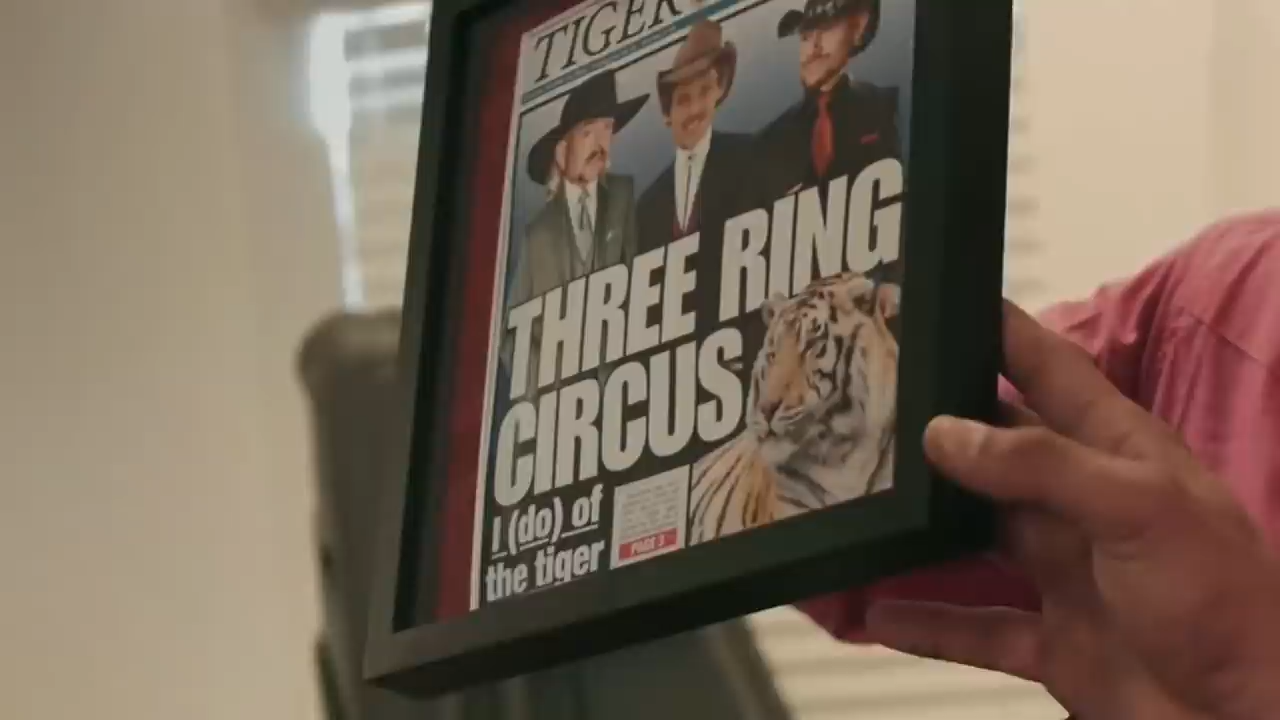 TIGER
THREE RING
CIRCUS
I (do) of
the tiger
PAGE 3